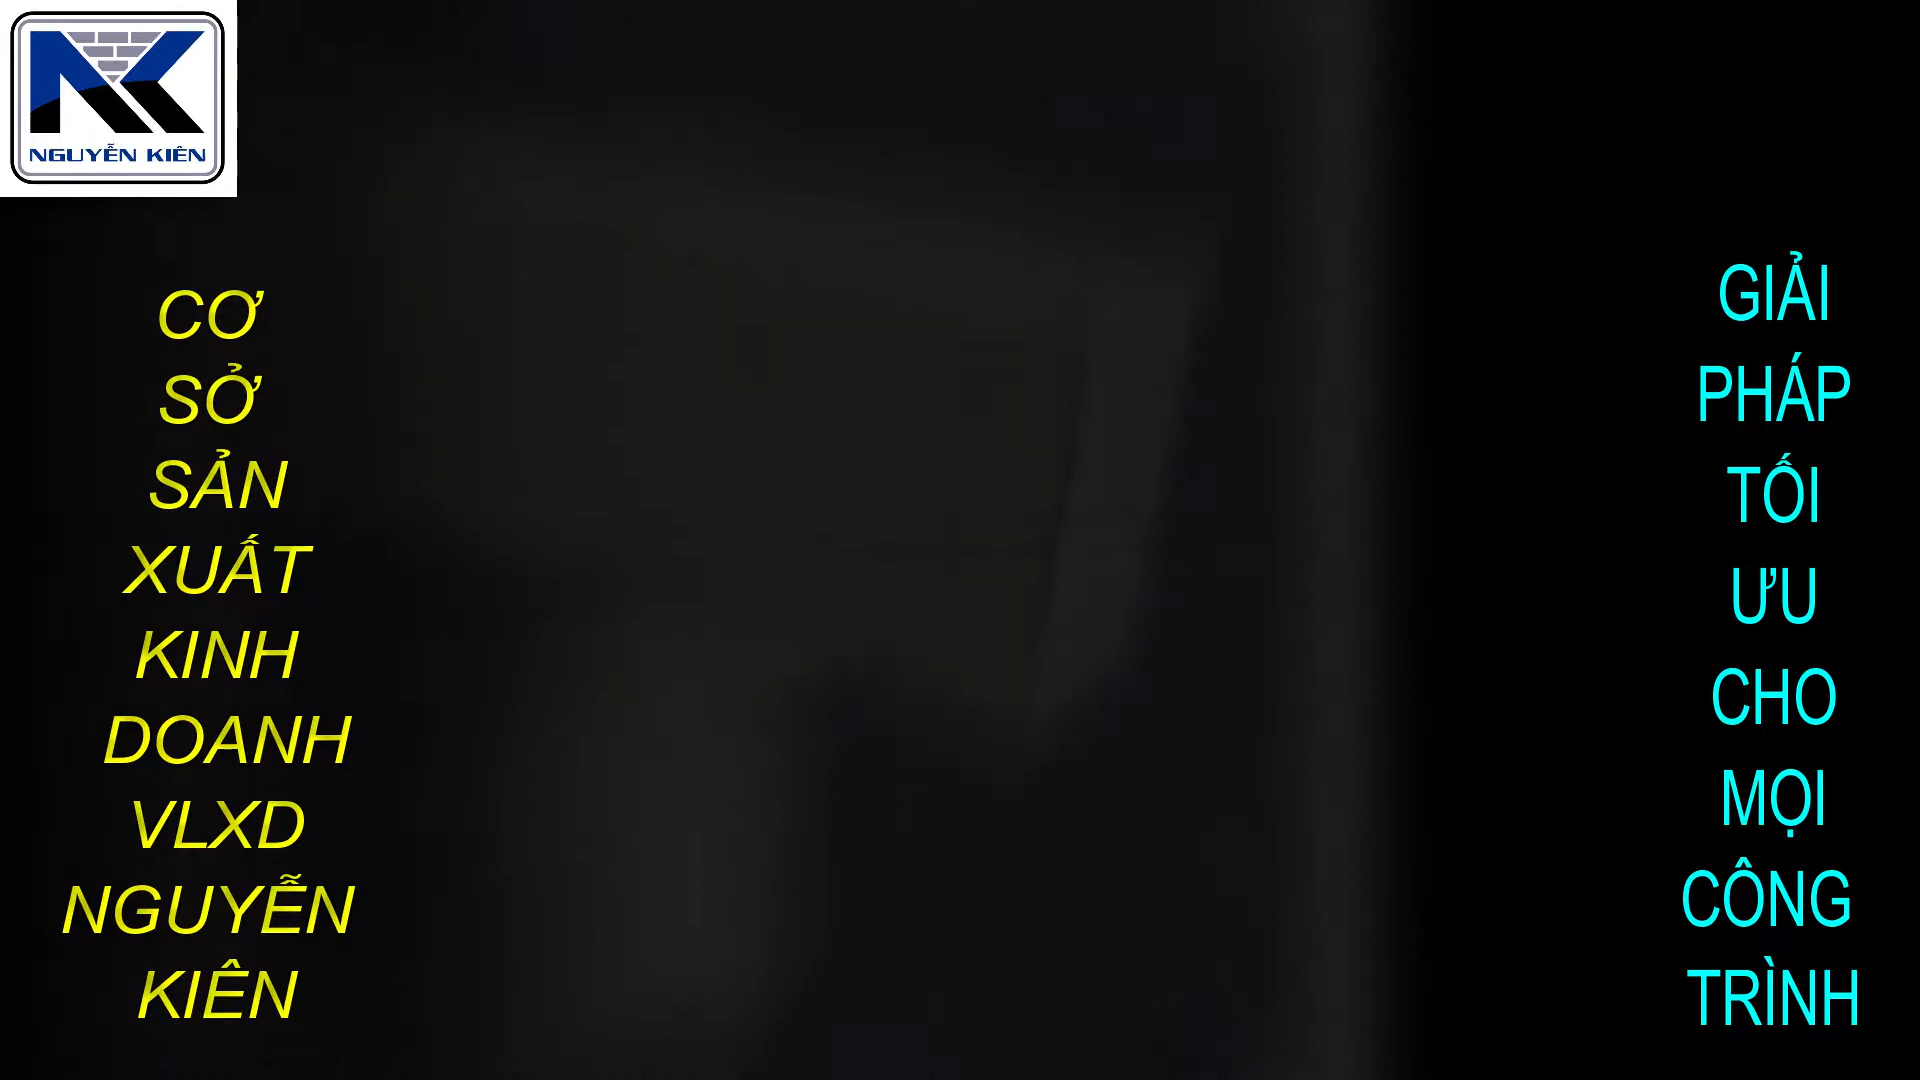 NGUYỄN KIÊN
CƠ
SỞ
SẢN
XUẤT
KINH
DOANH
VLXD
NGUYỄN
KIÊN
GIẢI
PHÁP
TỐI
ƯU
CHO
MỌI
CÔNG
TRÌNH